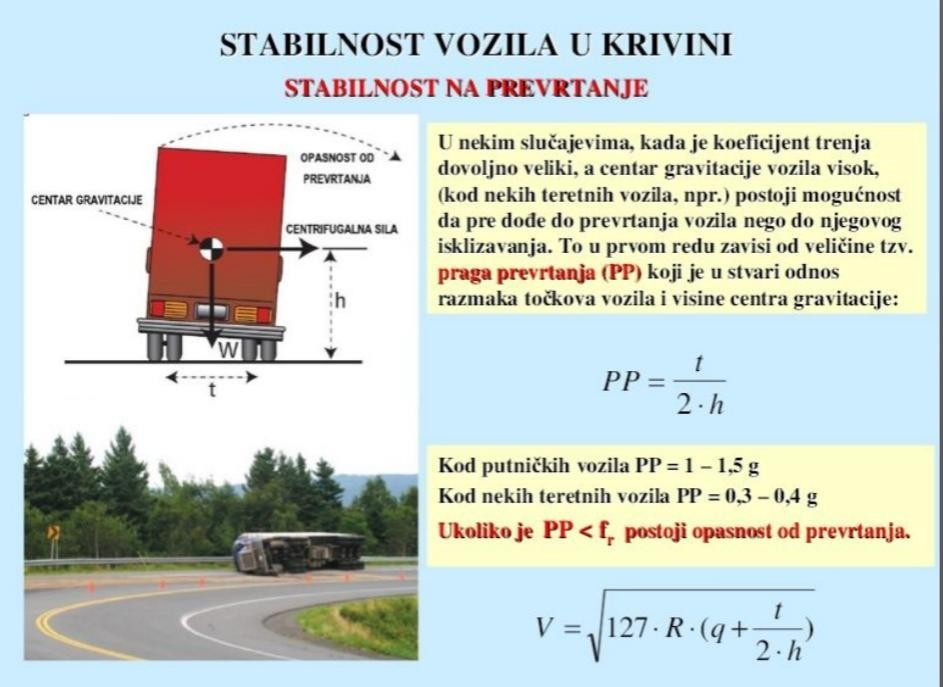 STABILNOST VOZILA U KRIVINI
STABILNOST NA PREVRTANJE
OPASNOST OD
PREVRTANJA
CENTAR GRAVITACIJE
CENTRIFUGALNA SILA
h
W
t
U nekim slučajevima, kada je koeficijent trenja
dovoljno veliki, a centar gravitacije vozila visok,
(kod nekih teretnih vozila, npr.) postoji mogućnost
da pre dođe do prevrtanja vozila nego do njegovog
isklizavanja. To u prvom redu zavisi od veličine tzv.
praga prevrtanja (PP) koji je u stvari odnos
razmaka točkova vozila i visine centra gravitacije:
PP = t / 2 · h
Kod putničkih vozila PP = 1 – 1,5 g
Kod nekih teretnih vozila PP = 0,3 – 0,4 g
Ukoliko je PP < f_r postoji opasnost od prevrtanja.
V = √127 · R · (q + t / 2 · h)